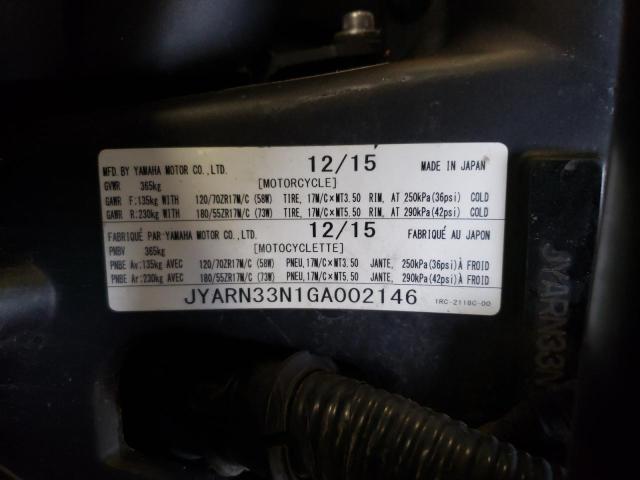 MFD.BY YAMAHA MOTOR CO.,LTD. 12/15 MADE IN JAPAN
GVWR 365kg [MOTORCYCLE]
GAWR F:135kg WITH 120/70ZR17M/C (58W) TIRE, 17M/C×MT3.50 RIM, AT 250kPa(36psi) COLD
GAWR R:230kg WITH 180/55ZR17M/C (73W) TIRE, 17M/C×MT5.50 RIM, AT 290kPa(42psi) COLD
FABRIQUÉ PAR:YAMAHA MOTOR CO.,LTD. 12/15 FABRIQUÉ AU JAPON
PNBV 365kg [MOTOCYCLETTE]
PNBE Av:135kg AVEC 120/70ZR17M/C (58W) PNEU,17M/C×MT3.50 JANTE, 250kPa(36psi)À FROID
PNBE Ar:230kg AVEC 180/55ZR17M/C (73W) PNEU,17M/C×MT5.50 JANTE, 290kPa(42psi)À FROID
JYARN33N1GA002146
1RC-2118C-00
JYARN33N